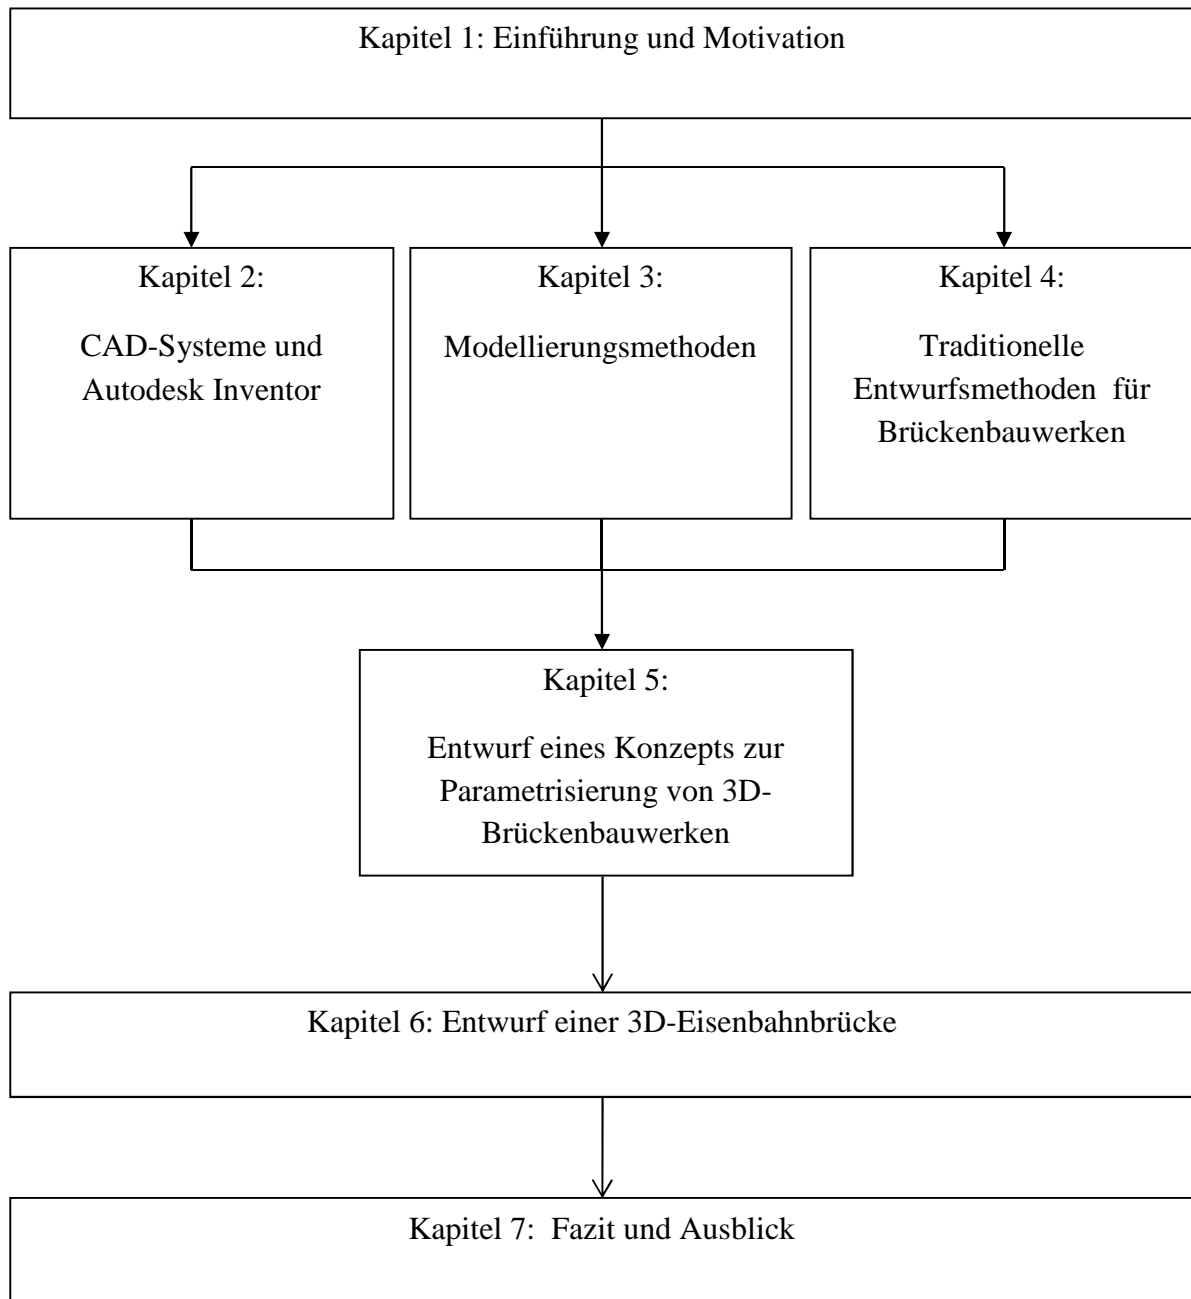 Kapitel 1: Einführung und Motivation
Kapitel 2:
CAD-Systeme und
Autodesk Inventor
Kapitel 3:
Modellierungsmethoden
Kapitel 4:
Traditionelle
Entwurfsmethoden für
Brückenbauwerken
Kapitel 5:
Entwurf eines Konzepts zur
Parametrisierung von 3D-
Brückenbauwerken
Kapitel 6: Entwurf einer 3D-Eisenbahnbrücke
Kapitel 7: Fazit und Ausblick